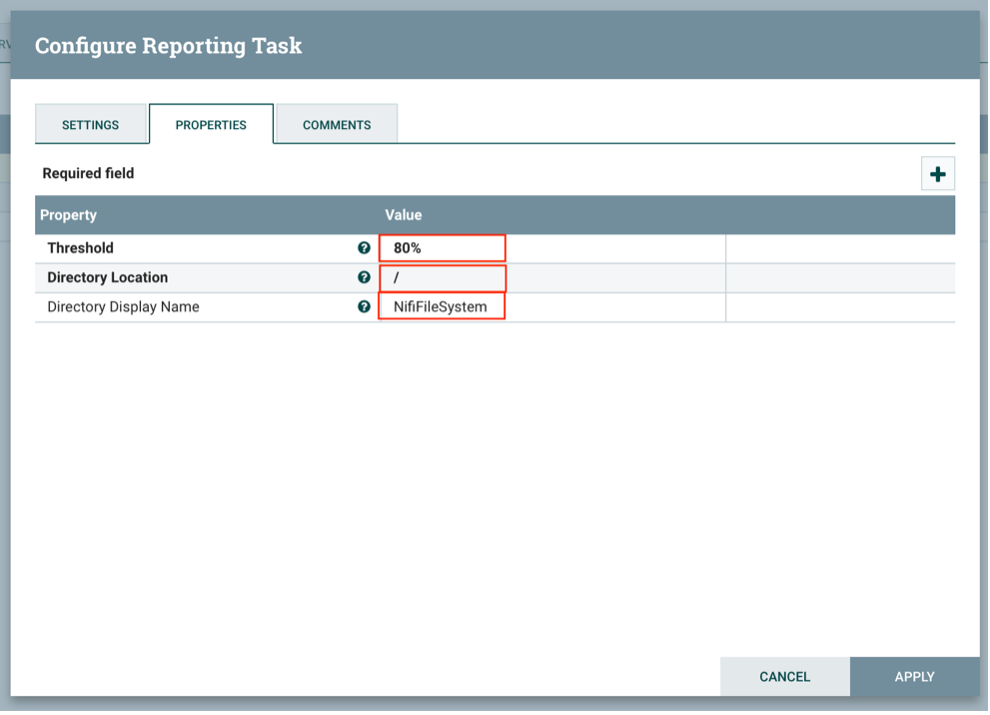 Configure Reporting Task
SETTINGS PROPERTIES COMMENTS
Required field
Property Value
Threshold 80%
Directory Location /
Directory Display Name NifiFileSystem
CANCEL APPLY